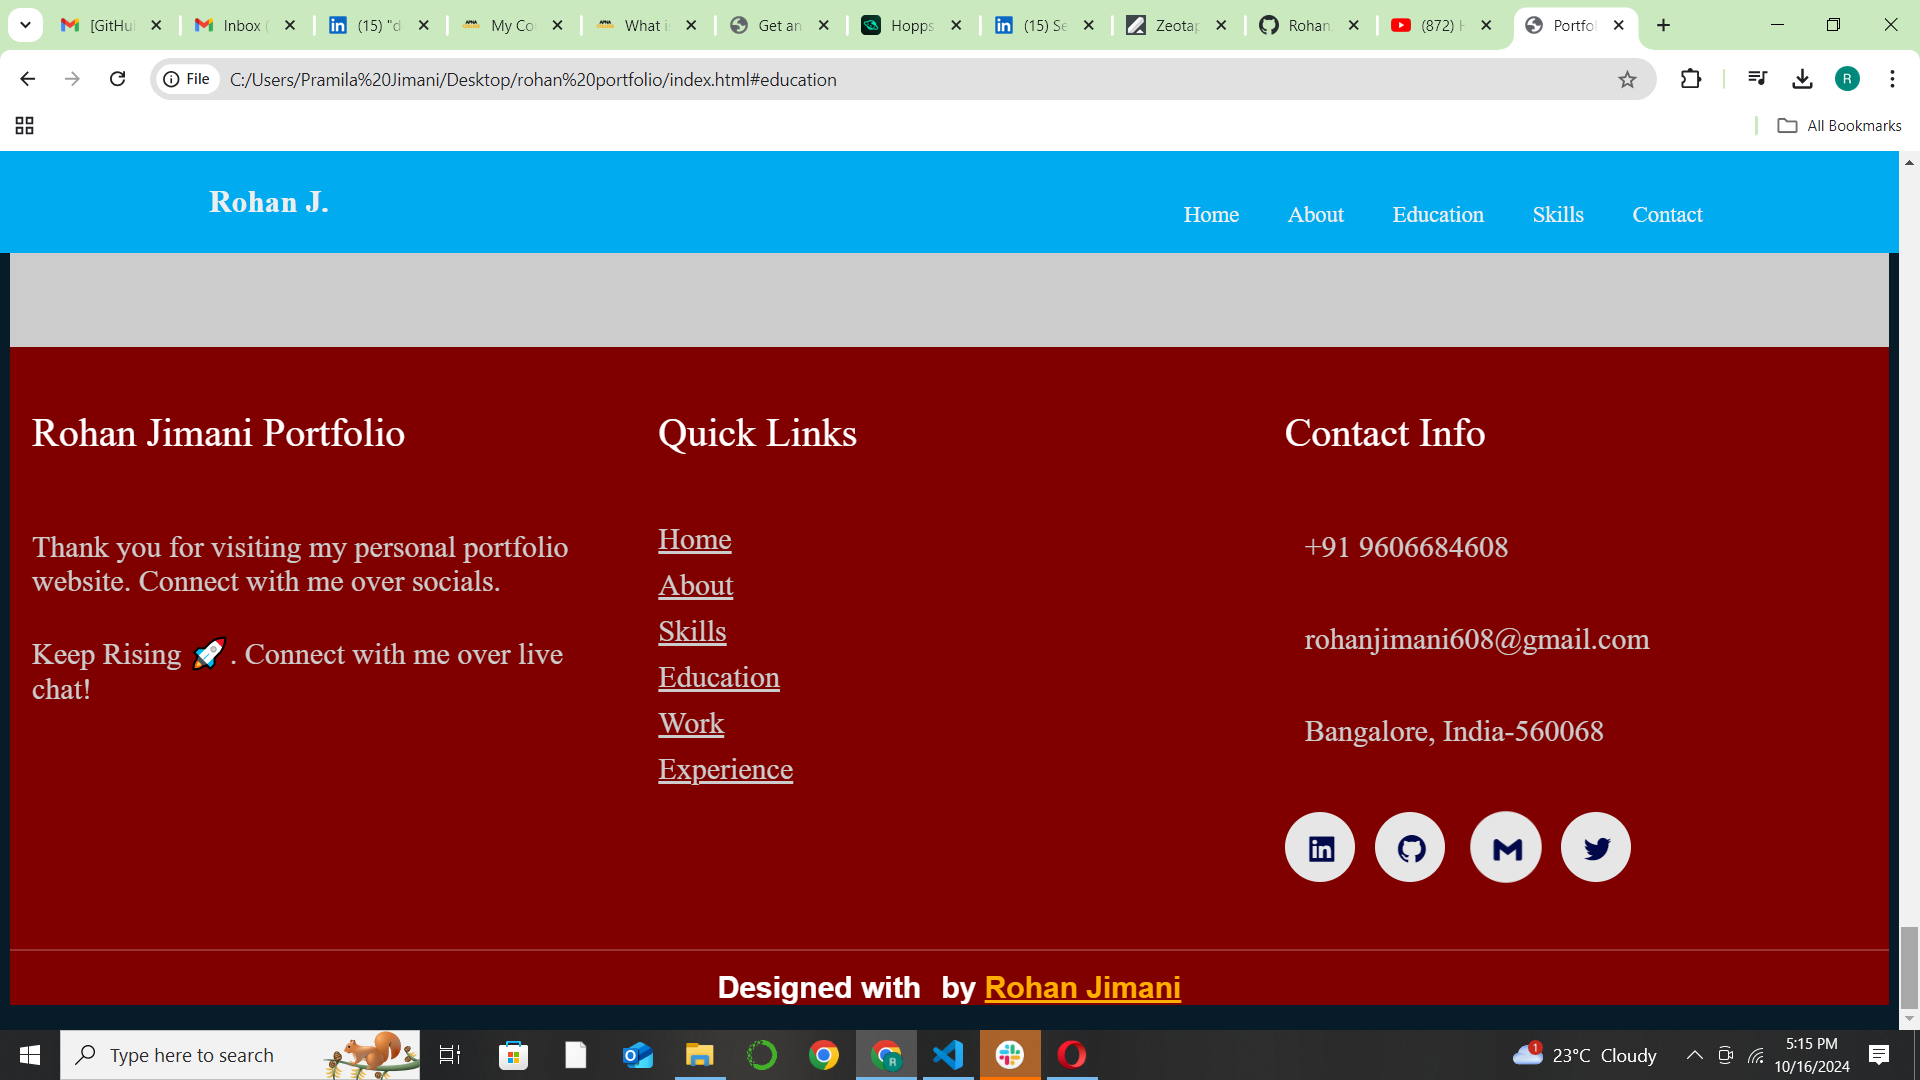 [GitHu
Inbox (
(15) "d
My Co
What i
Get an
Hopps
(15) Se
Zeotap
Rohan
(872) H
Portfol
File
C:/Users/Pramila%20Jimani/Desktop/rohan%20portfolio/index.html#education
R
All Bookmarks
Rohan J.
Home
About
Education
Skills
Contact
Rohan Jimani Portfolio
Thank you for visiting my personal portfolio
website. Connect with me over socials.
Keep Rising 🚀. Connect with me over live
chat!
Quick Links
Home
About
Skills
Education
Work
Experience
Contact Info
+91 9606684608
rohanjimani608@gmail.com
Bangalore, India-560068
Designed with by Rohan Jimani
Type here to search
1
23°C Cloudy
5:15 PM
10/16/2024